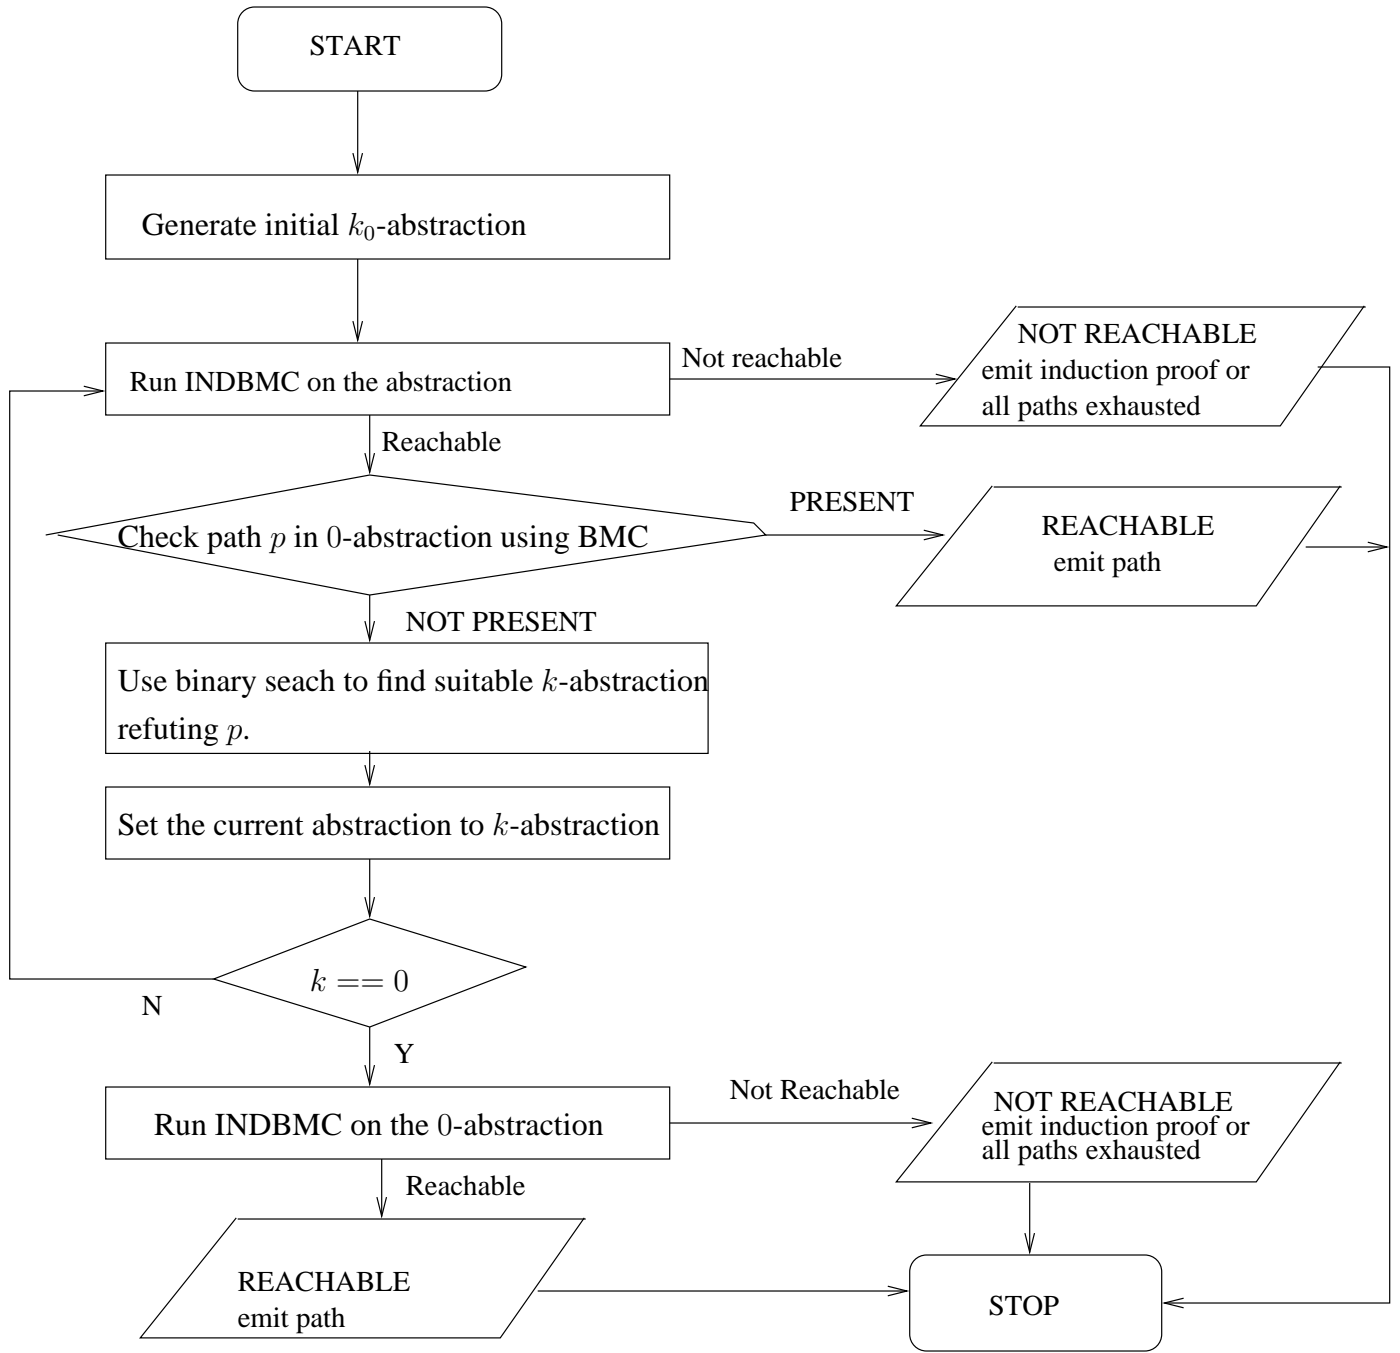 START
Generate initial k₀-abstraction
Run INDBMC on the abstraction
Not reachable
NOT REACHABLE
emit induction proof or
all paths exhausted
Reachable
Check path p in 0-abstraction using BMC
PRESENT
REACHABLE
emit path
NOT PRESENT
Use binary seach to find suitable k-abstraction
refuting p.
Set the current abstraction to k-abstraction
k == 0
N
Y
Run INDBMC on the 0-abstraction
Not Reachable
NOT REACHABLE
emit induction proof or
all paths exhausted
Reachable
REACHABLE
emit path
STOP